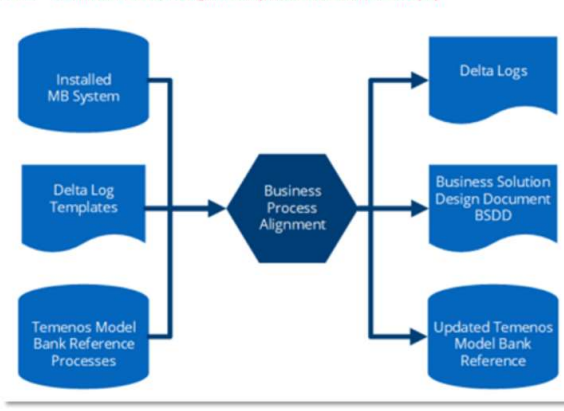 Installed
MB System
Delta Logs
Delta Log
Templates
Business
Process
Alignment
Business Solution
Design Document
BSDD
Temenos Model
Bank Reference
Processes
Updated Temenos
Model Bank
Reference